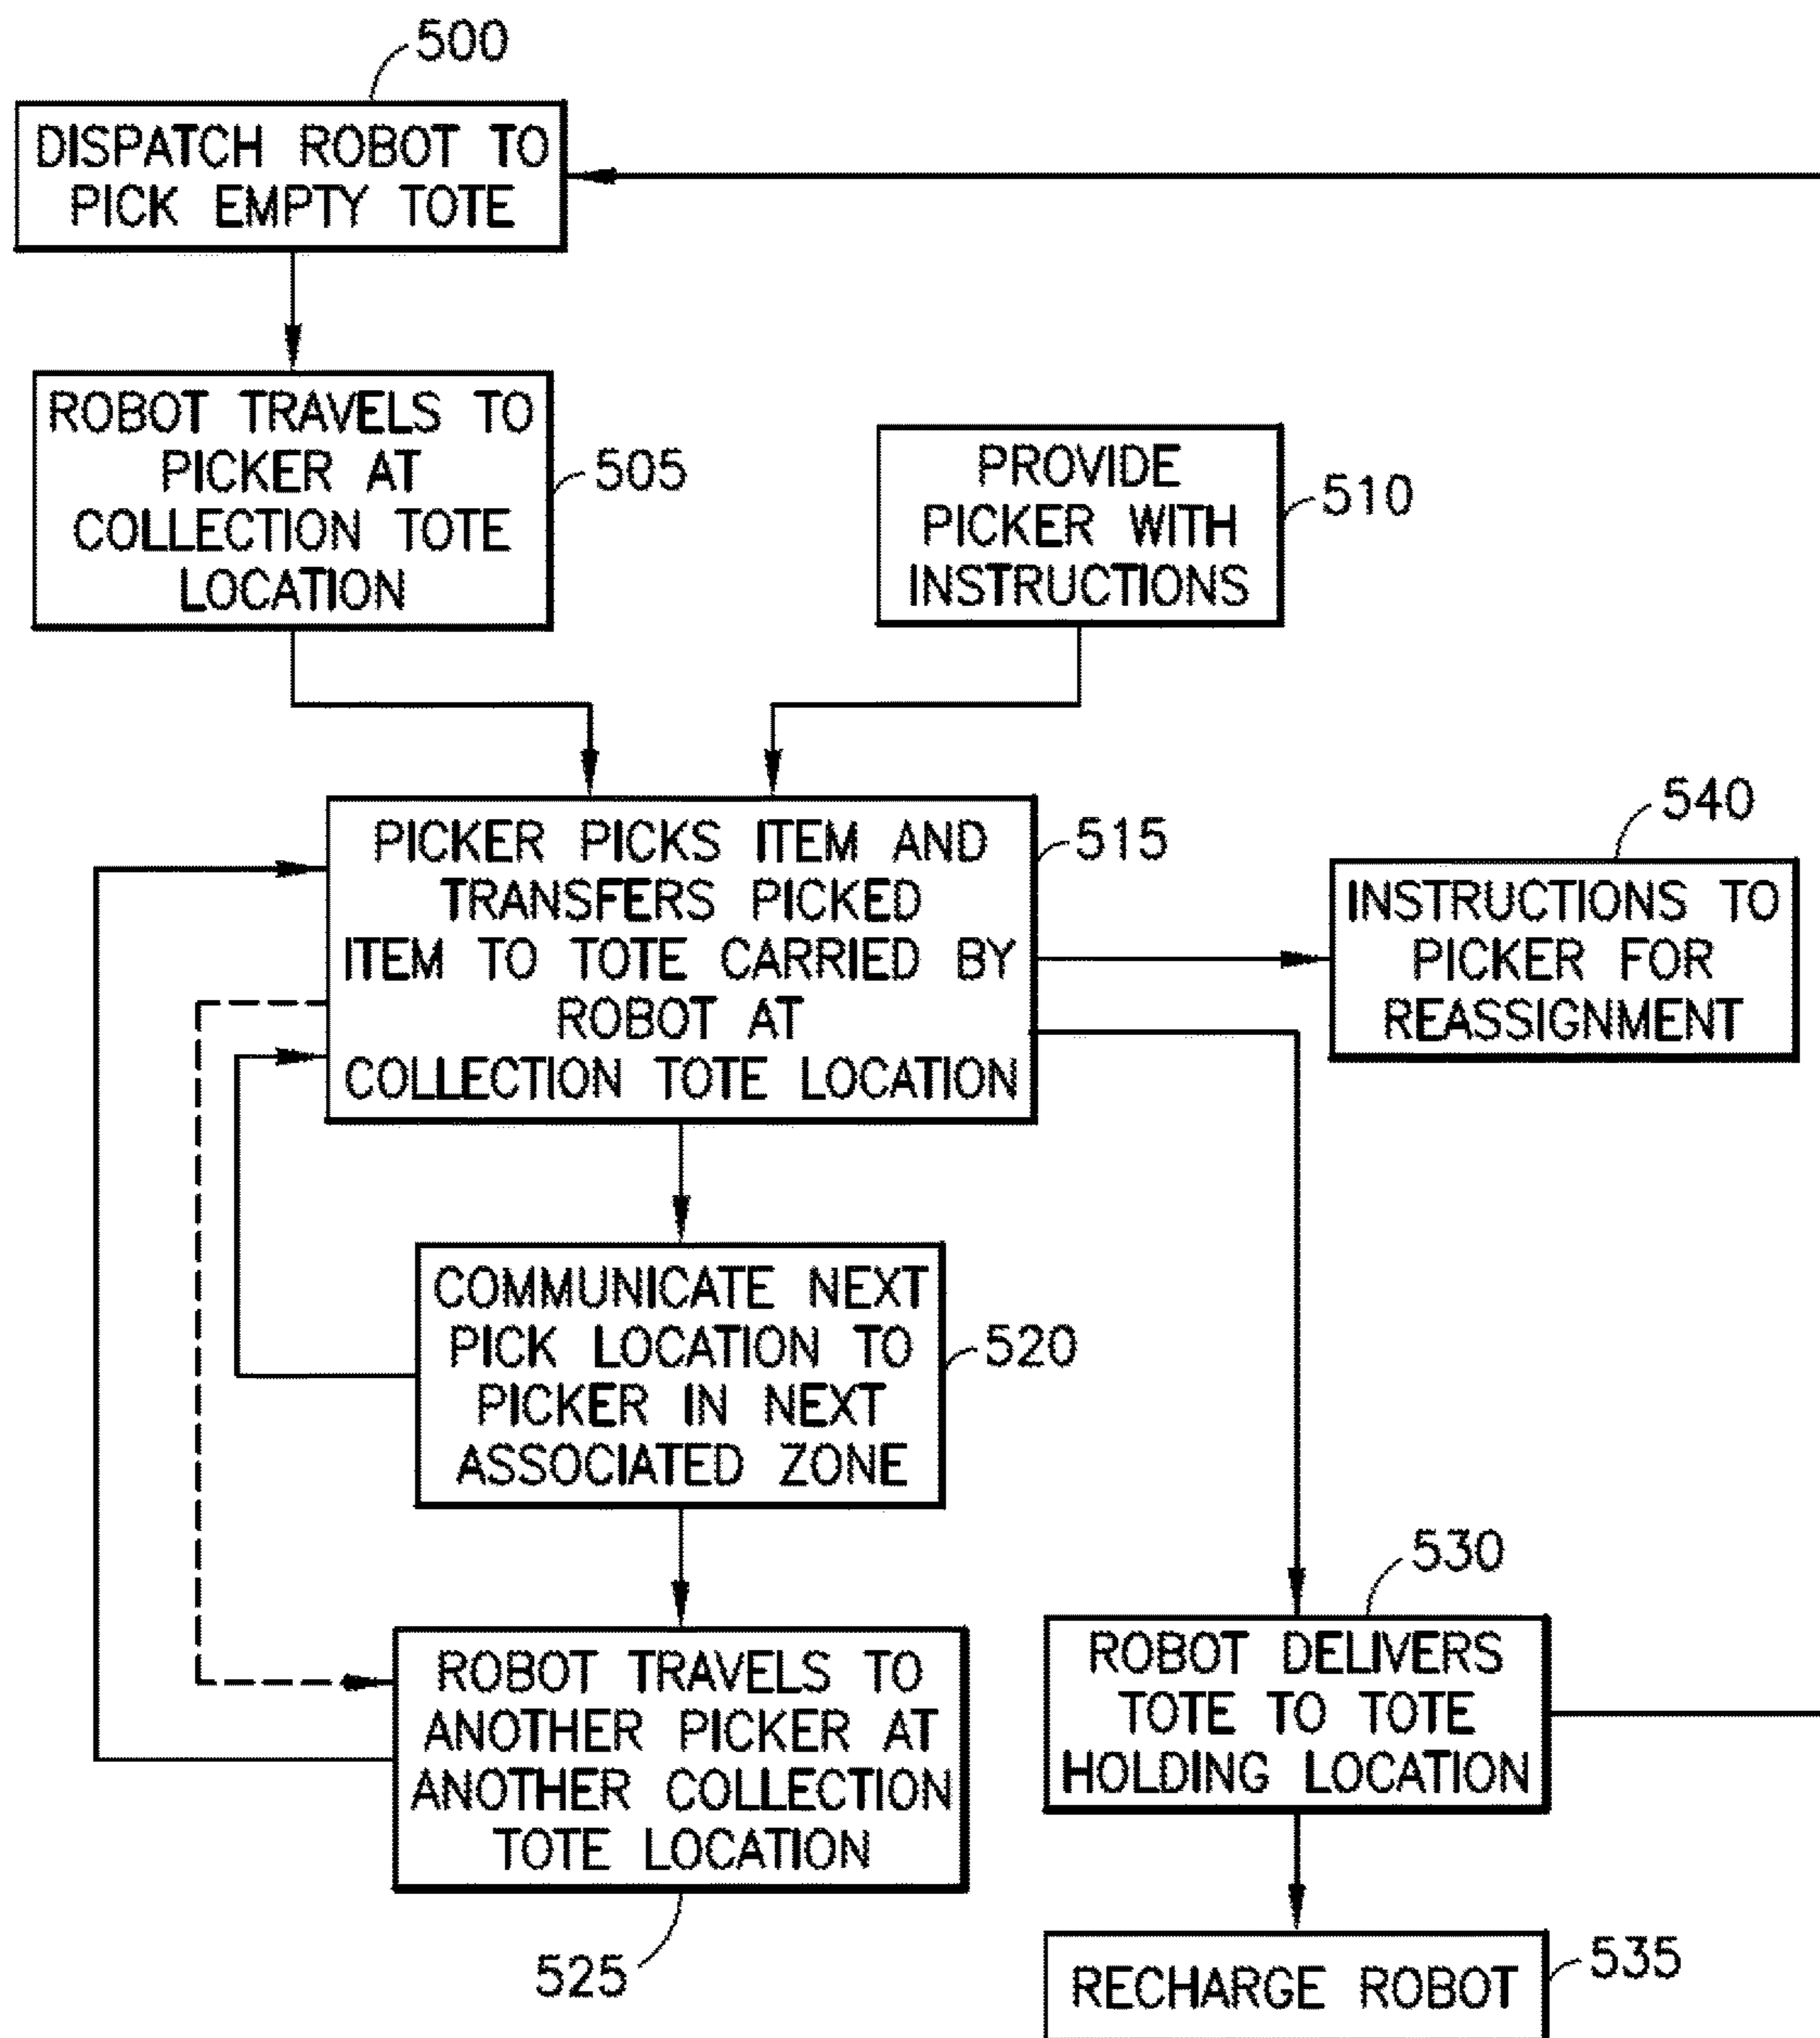 500
DISPATCH ROBOT TO
PICK EMPTY TOTE
ROBOT TRAVELS TO
PICKER AT
COLLECTION TOTE
LOCATION
505
PROVIDE
PICKER WITH
INSTRUCTIONS
510
PICKER PICKS ITEM AND
TRANSFERS PICKED
ITEM TO TOTE CARRIED BY
ROBOT AT
COLLECTION TOTE LOCATION
515
540
INSTRUCTIONS TO
PICKER FOR
REASSIGNMENT
COMMUNICATE NEXT
PICK LOCATION TO
PICKER IN NEXT
ASSOCIATED ZONE
520
ROBOT TRAVELS TO
ANOTHER PICKER AT
ANOTHER COLLECTION
TOTE LOCATION
525
530
ROBOT DELIVERS
TOTE TO TOTE
HOLDING LOCATION
RECHARGE ROBOT
535